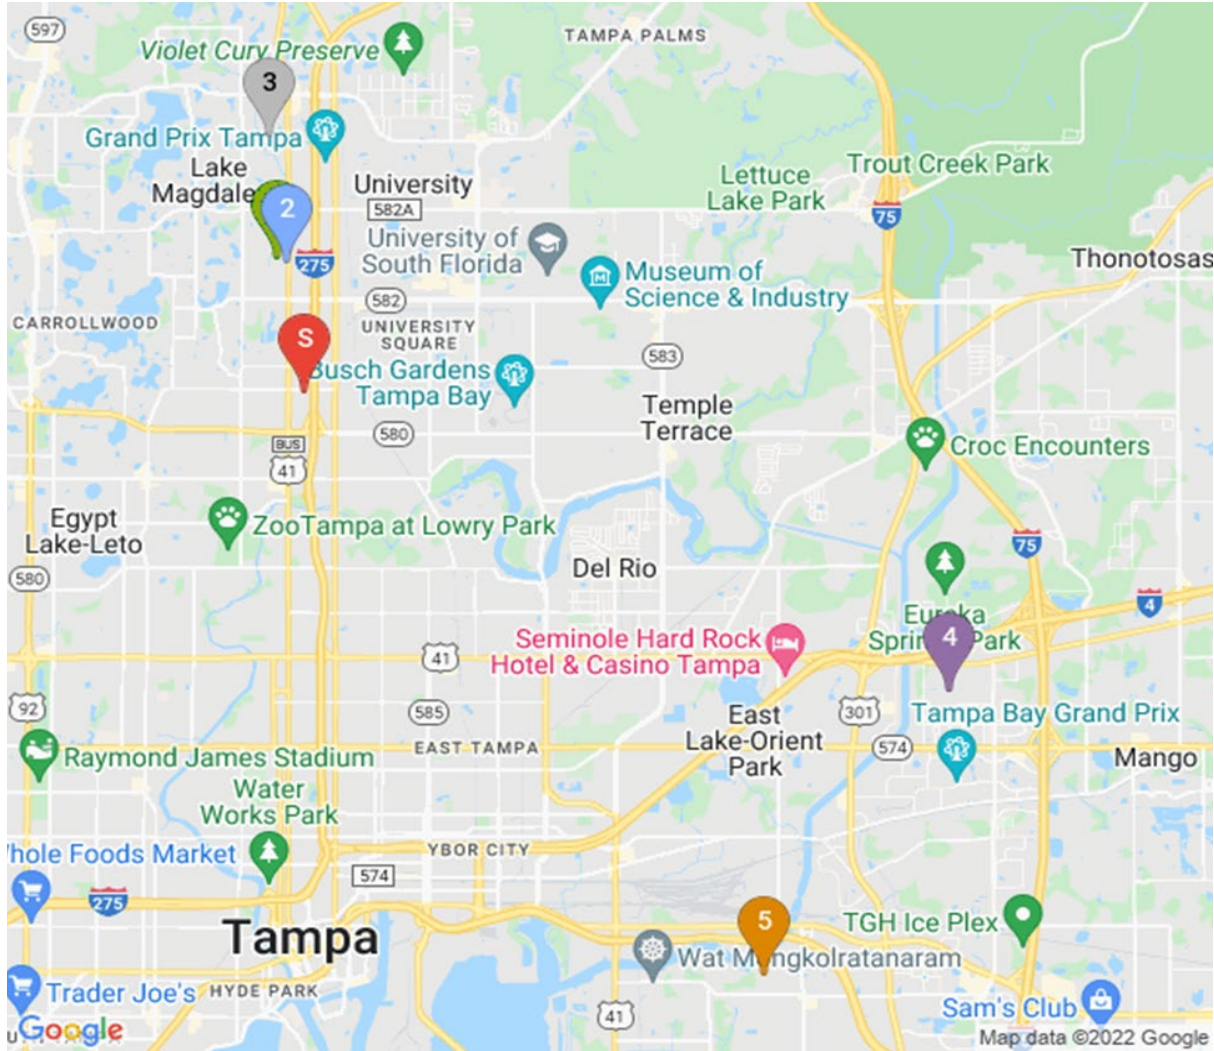 597
Violet Cury Preserve
TAMPA PALMS
3
Grand Prix Tampa
Lake
Magdale
University
582A
Lettuce
Lake Park
Trout Creek Park
75
2
University of
South Florida
275
Museum of
Science & Industry
Thonotosas
582
CARROLLWOOD
UNIVERSITY
SQUARE
S
583
Busch Gardens
Tampa Bay
Temple
Terrace
580
BUS
41
Croc Encounters
Egypt
Lake-Leto
ZooTampa at Lowry Park
75
Del Rio
580
4
Eureka
Springs Park
4
Seminole Hard Rock
Hotel & Casino Tampa
41
92
585
301
East
Lake-Orient
Park
Tampa Bay Grand Prix
574
EAST TAMPA
Raymond James Stadium
Mango
Water
Works Park
hole Foods Market
YBOR CITY
574
275
5
TGH Ice Plex
Tampa
Wat Mongkolratanaram
Trader Joe's
HYDE PARK
Sam's Club
41
Google
Map data ©2022 Google